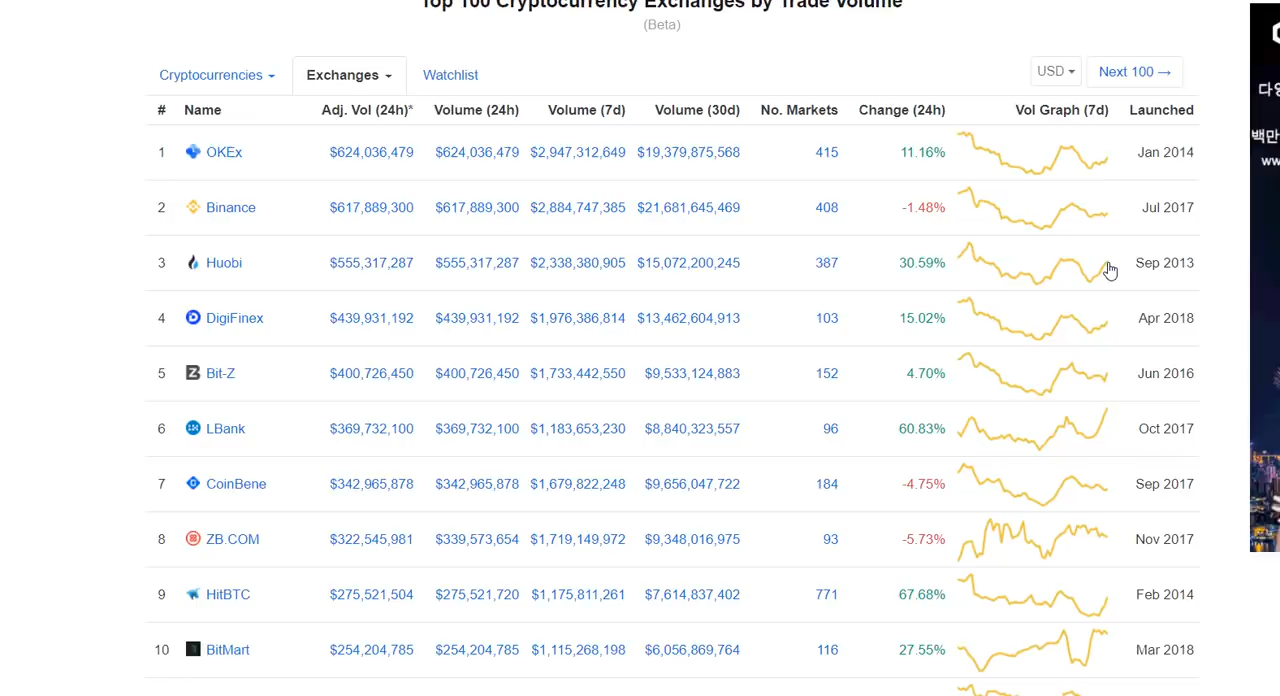 Top 100 Cryptocurrency Exchanges by Trade Volume
(Beta)
Cryptocurrencies Exchanges Watchlist USD Next 100 →
# Name Adj. Vol (24h)* Volume (24h) Volume (7d) Volume (30d) No. Markets Change (24h) Vol Graph (7d) Launched
1 OKEx $624,036,479 $624,036,479 $2,947,312,649 $19,379,875,568 415 11.16% Jan 2014
2 Binance $617,889,300 $617,889,300 $2,884,747,385 $21,681,645,469 408 -1.48% Jul 2017
3 Huobi $555,317,287 $555,317,287 $2,338,380,905 $15,072,200,245 387 30.59% Sep 2013
4 DigiFinex $439,931,192 $439,931,192 $1,976,386,814 $13,462,604,913 103 15.02% Apr 2018
5 Bit-Z $400,726,450 $400,726,450 $1,733,442,550 $9,533,124,883 152 4.70% Jun 2016
6 LBank $369,732,100 $369,732,100 $1,183,653,230 $8,840,323,557 96 60.83% Oct 2017
7 CoinBene $342,965,878 $342,965,878 $1,679,822,248 $9,656,047,722 184 -4.75% Sep 2017
8 ZB.COM $322,545,981 $339,573,654 $1,719,149,972 $9,348,016,975 93 -5.73% Nov 2017
9 HitBTC $275,521,504 $275,521,720 $1,175,811,261 $7,614,837,402 771 67.68% Feb 2014
10 BitMart $254,204,785 $254,204,785 $1,115,268,198 $6,056,869,764 116 27.55% Mar 2018
백만